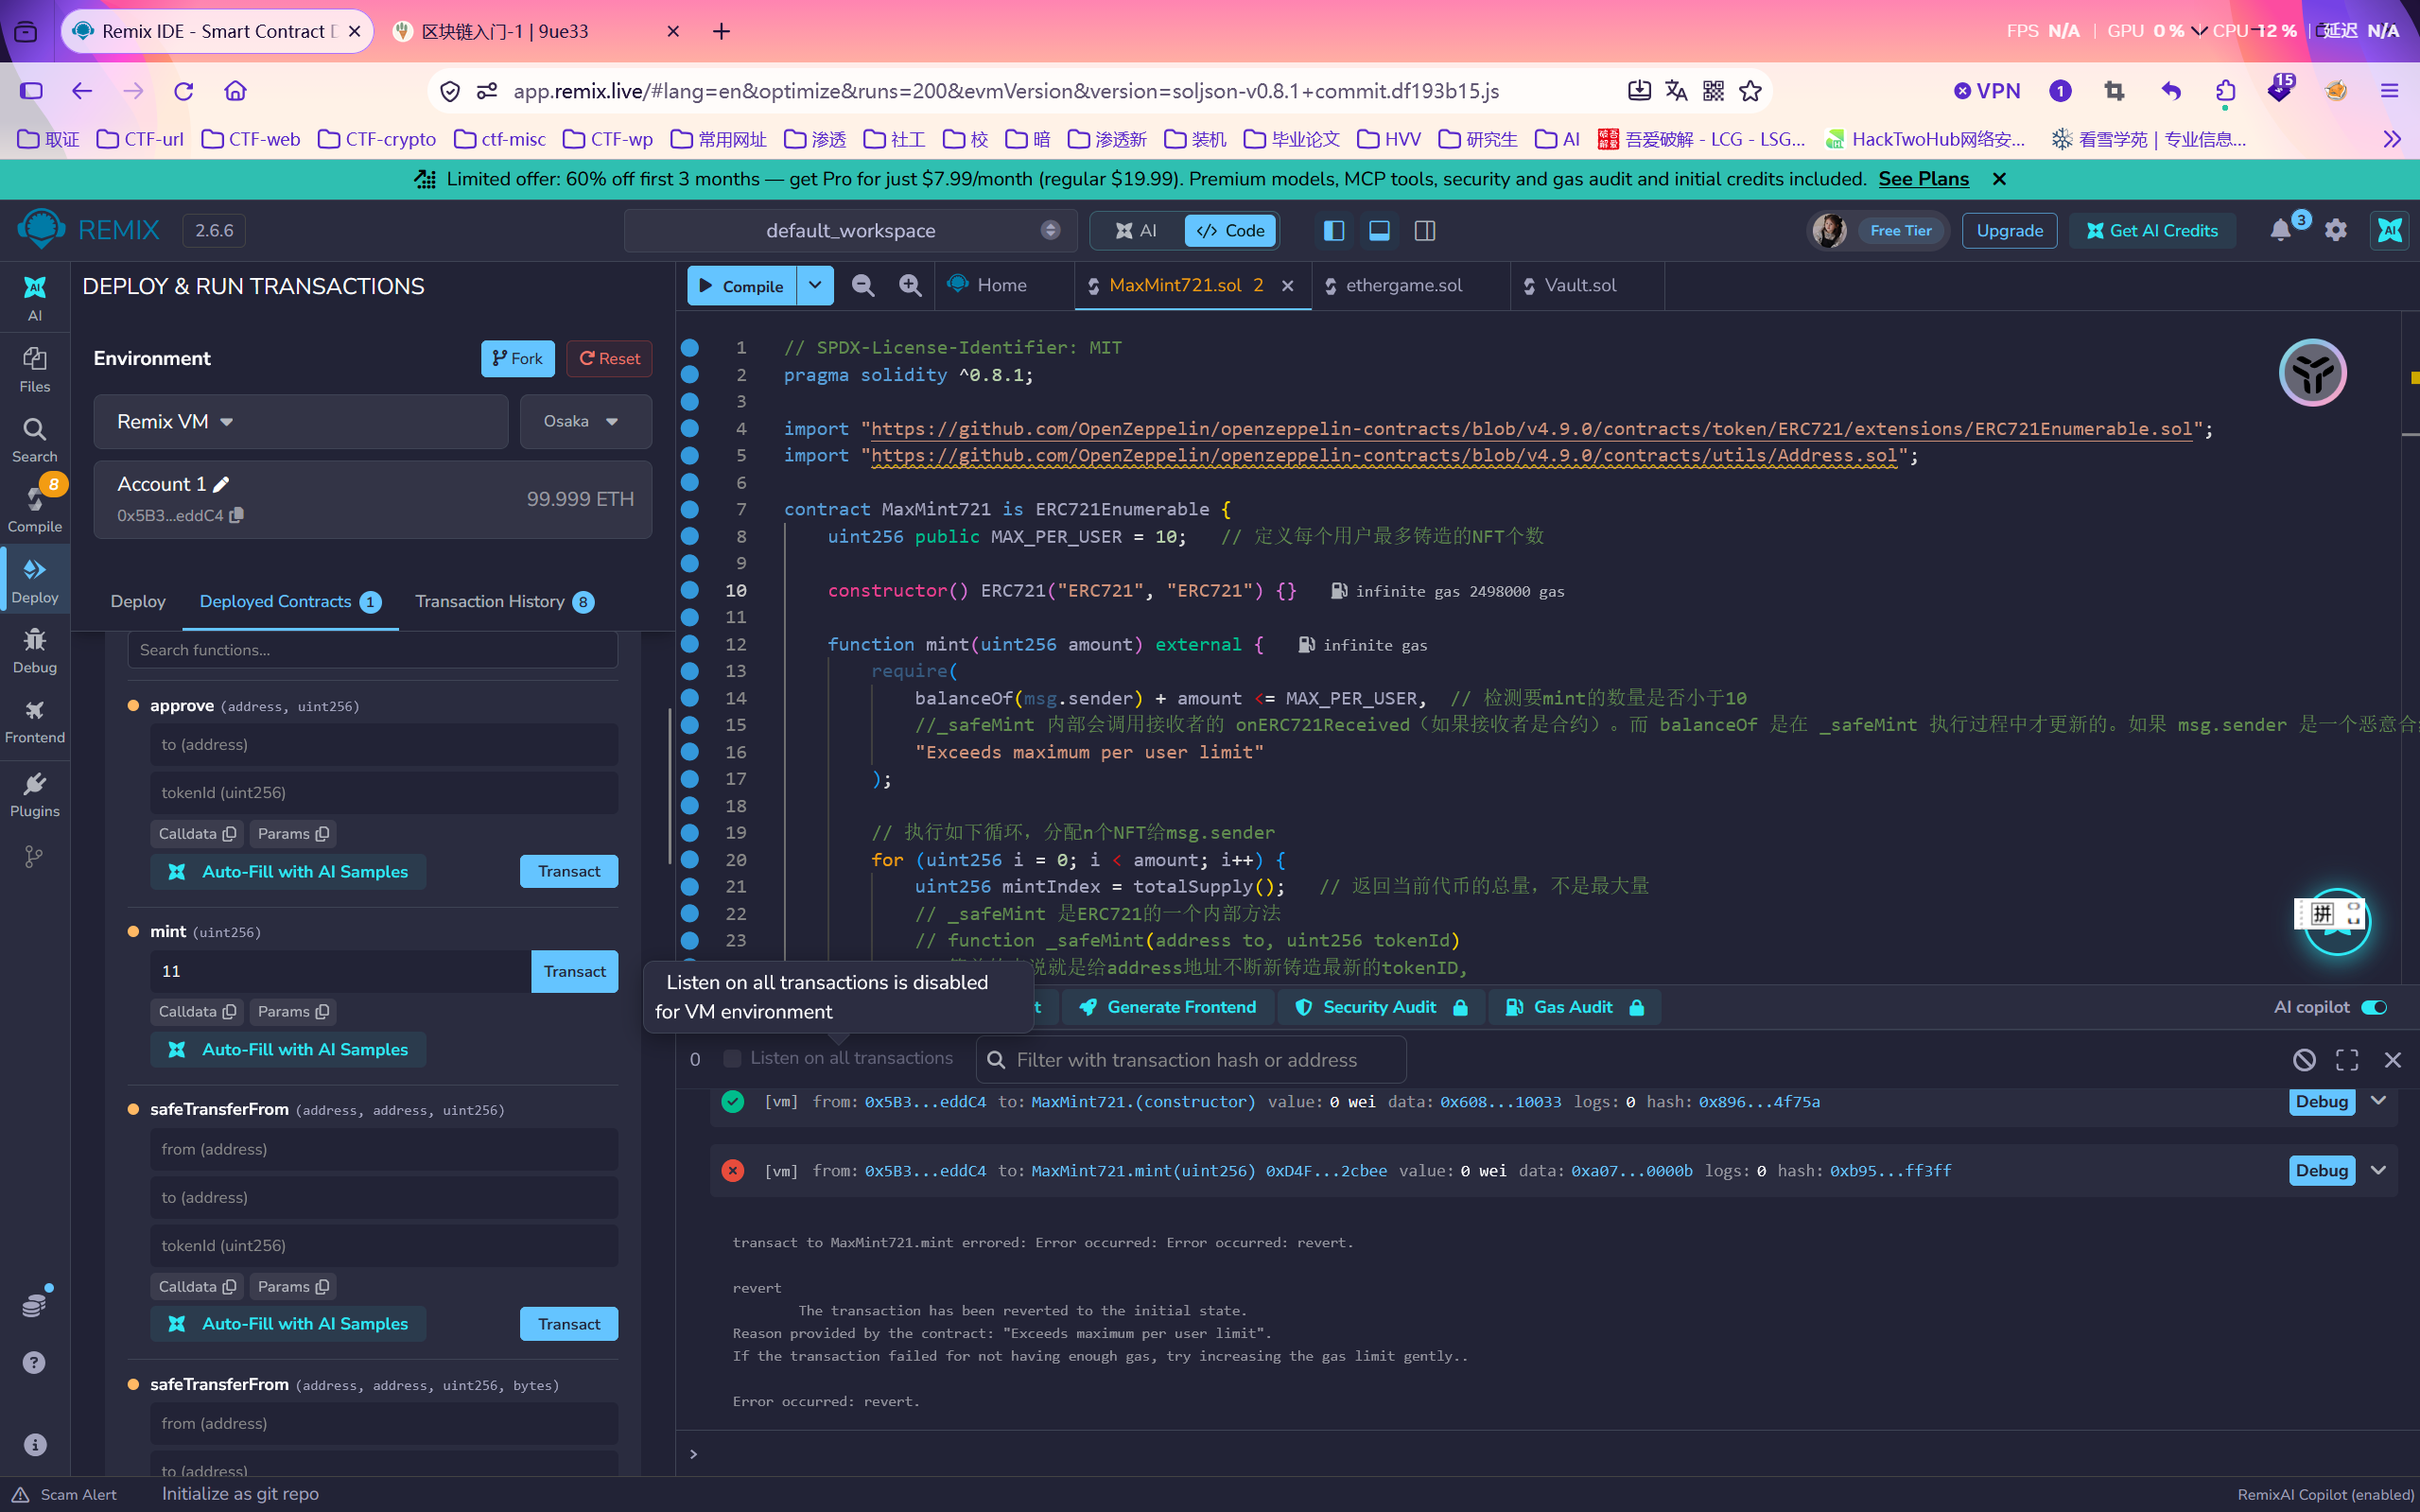 Remix IDE - Smart Contract D
区块链入门-1 | 9ue33
FPS N/A | GPU 0 % CPU 12 % | 延迟 N/A
app.remix.live/#lang=en&optimize&runs=200&evmVersion&version=soljson-v0.8.1+commit.df193b15.js
VPN
1
15
取证 CTF-url CTF-web CTF-crypto ctf-misc CTF-wp 常用网址 渗透 社工 校 暗 渗透新 装机 毕业论文 HVV 研究生 AI 吾爱破解 - LCG - LSG... HackTwoHub网络安... 看雪学苑 | 专业信息...
Limited offer: 60% off first 3 months — get Pro for just $7.99/month (regular $19.99). Premium models, MCP tools, security and gas audit and initial credits included. See Plans
REMIX 2.6.6
default_workspace
AI
</> Code
Free Tier
Upgrade
Get AI Credits
3
AI
AI
Files
Search
8
Compile
Deploy
Debug
Frontend
Plugins
DEPLOY & RUN TRANSACTIONS
Environment
Fork
Reset
Remix VM
Osaka
Account 1
99.999 ETH
0x5B3...eddC4
Deploy
Deployed Contracts 1
Transaction History 8
Search functions...
approve (address, uint256)
to (address)
tokenId (uint256)
Calldata Params
Auto-Fill with AI Samples
Transact
mint (uint256)
11
Transact
Calldata Params
Auto-Fill with AI Samples
safeTransferFrom (address, address, uint256)
from (address)
to (address)
tokenId (uint256)
Calldata Params
Auto-Fill with AI Samples
Transact
safeTransferFrom (address, address, uint256, bytes)
from (address)
to (address)
Compile
Home
MaxMint721.sol 2
ethergame.sol
Vault.sol
1 // SPDX-License-Identifier: MIT
2 pragma solidity ^0.8.1;
3
4 import "https://github.com/OpenZeppelin/openzeppelin-contracts/blob/v4.9.0/contracts/token/ERC721/extensions/ERC721Enumerable.sol";
5 import "https://github.com/OpenZeppelin/openzeppelin-contracts/blob/v4.9.0/contracts/utils/Address.sol";
6
7 contract MaxMint721 is ERC721Enumerable {
8 uint256 public MAX_PER_USER = 10; // 定义每个用户最多铸造的NFT个数
9
10 constructor() ERC721("ERC721", "ERC721") {} infinite gas 2498000 gas
11
12 function mint(uint256 amount) external { infinite gas
13 require(
14 balanceOf(msg.sender) + amount <= MAX_PER_USER, // 检测要mint的数量是否小于10
15 //_safeMint 内部会调用接收者的 onERC721Received（如果接收者是合约）。而 balanceOf 是在 _safeMint 执行过程中才更新的。如果 msg.sender 是一个恶意合
16 "Exceeds maximum per user limit"
17 );
18
19 // 执行如下循环，分配n个NFT给msg.sender
20 for (uint256 i = 0; i < amount; i++) {
21 uint256 mintIndex = totalSupply(); // 返回当前代币的总量，不是最大量
22 // _safeMint 是ERC721的一个内部方法
23 // function _safeMint(address to, uint256 tokenId)
说就是给address地址不断新铸造最新的tokenID,
拼
Listen on all transactions is disabled
for VM environment
t
Generate Frontend
Security Audit
Gas Audit
AI copilot
0
Listen on all transactions
Filter with transaction hash or address
[vm] from: 0x5B3...eddC4 to: MaxMint721.(constructor) value: 0 wei data: 0x608...10033 logs: 0 hash: 0x896...4f75a
Debug
[vm] from: 0x5B3...eddC4 to: MaxMint721.mint(uint256) 0xD4F...2cbee value: 0 wei data: 0xa07...0000b logs: 0 hash: 0xb95...ff3ff
Debug
transact to MaxMint721.mint errored: Error occurred: Error occurred: revert.
revert
The transaction has been reverted to the initial state.
Reason provided by the contract: "Exceeds maximum per user limit".
If the transaction failed for not having enough gas, try increasing the gas limit gently..
Error occurred: revert.
>
Scam Alert
Initialize as git repo
RemixAI Copilot (enabled)